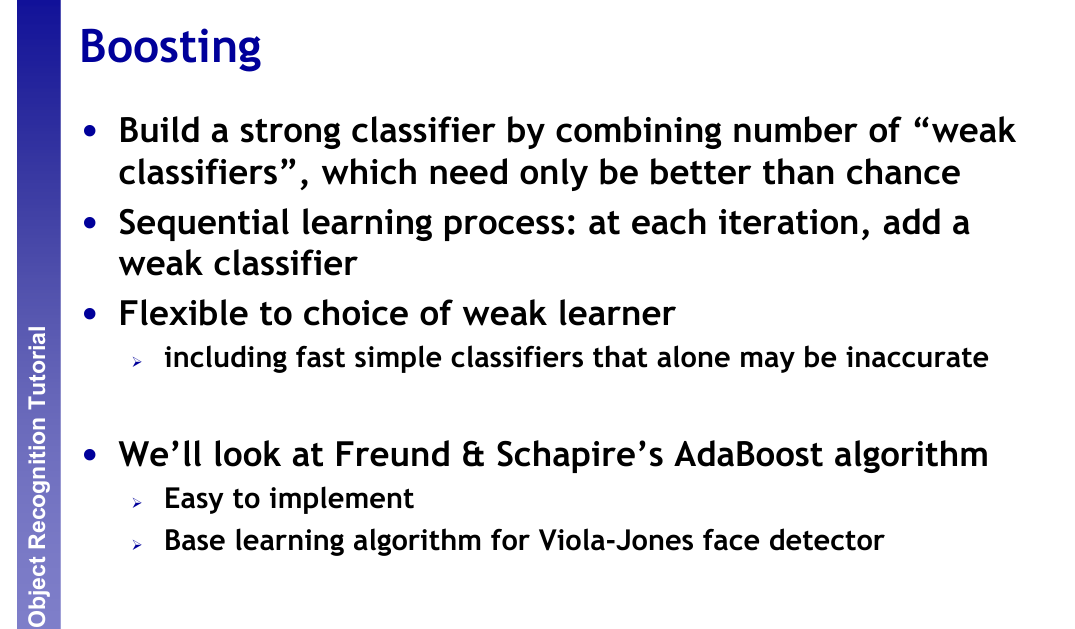 Boosting
• Build a strong classifier by combining number of “weak
classifiers”, which need only be better than chance
• Sequential learning process: at each iteration, add a
weak classifier
• Flexible to choice of weak learner
➢ including fast simple classifiers that alone may be inaccurate
• We’ll look at Freund & Schapire’s AdaBoost algorithm
➢ Easy to implement
➢ Base learning algorithm for Viola-Jones face detector
Object Recognition Tutorial